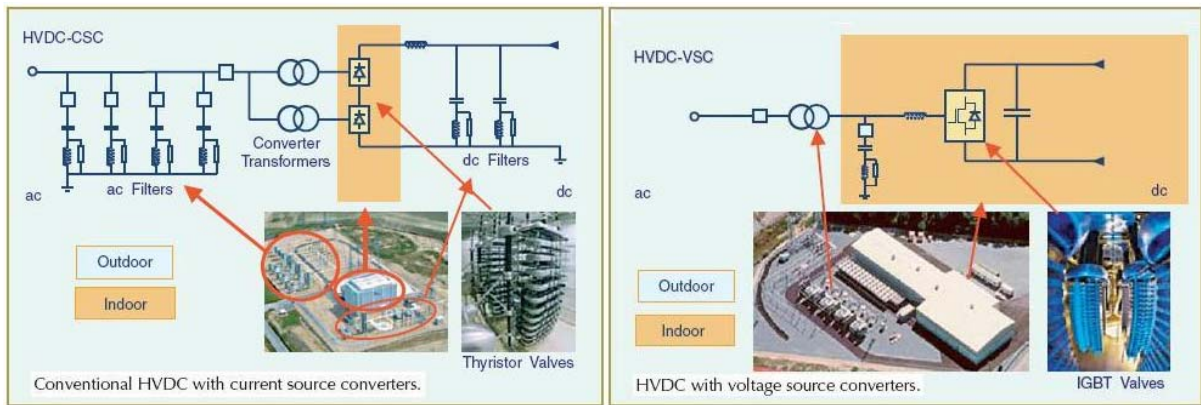 HVDC-CSC
Converter
Transformers
ac Filters
dc Filters
ac
dc
Outdoor
Indoor
Thyristor Valves
Conventional HVDC with current source converters.
HVDC-VSC
ac
dc
Outdoor
Indoor
IGBT Valves
HVDC with voltage source converters.